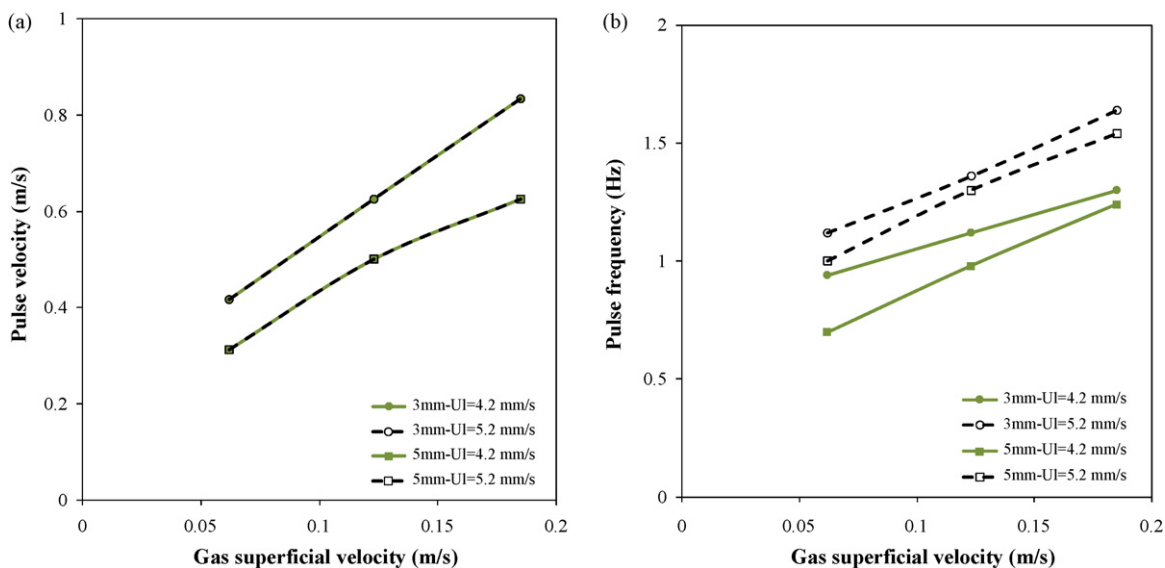 (a)
1
0.8
0.6
0.4
0.2
0
Pulse velocity (m/s)
3mm-Ul=4.2 mm/s
3mm-Ul=5.2 mm/s
5mm-Ul=4.2 mm/s
5mm-Ul=5.2 mm/s
0 0.05 0.1 0.15 0.2
Gas superficial velocity (m/s)
(b)
2
1.5
1
0.5
0
Pulse frequency (Hz)
3mm-Ul=4.2 mm/s
3mm-Ul=5.2 mm/s
5mm-Ul=4.2 mm/s
5mm-Ul=5.2 mm/s
0 0.05 0.1 0.15 0.2
Gas superficial velocity (m/s)